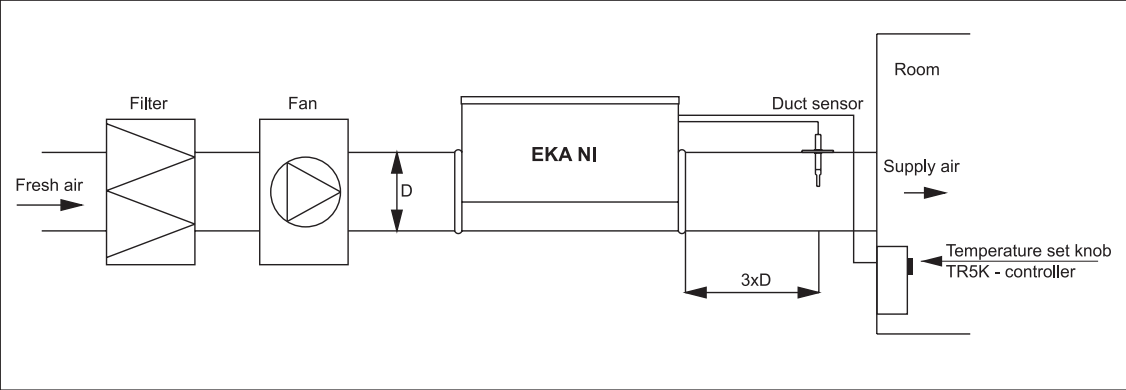 Room
Filter
Fan
Duct sensor
EKA NI
Fresh air
D
Supply air
Temperature set knob
TR5K - controller
3xD